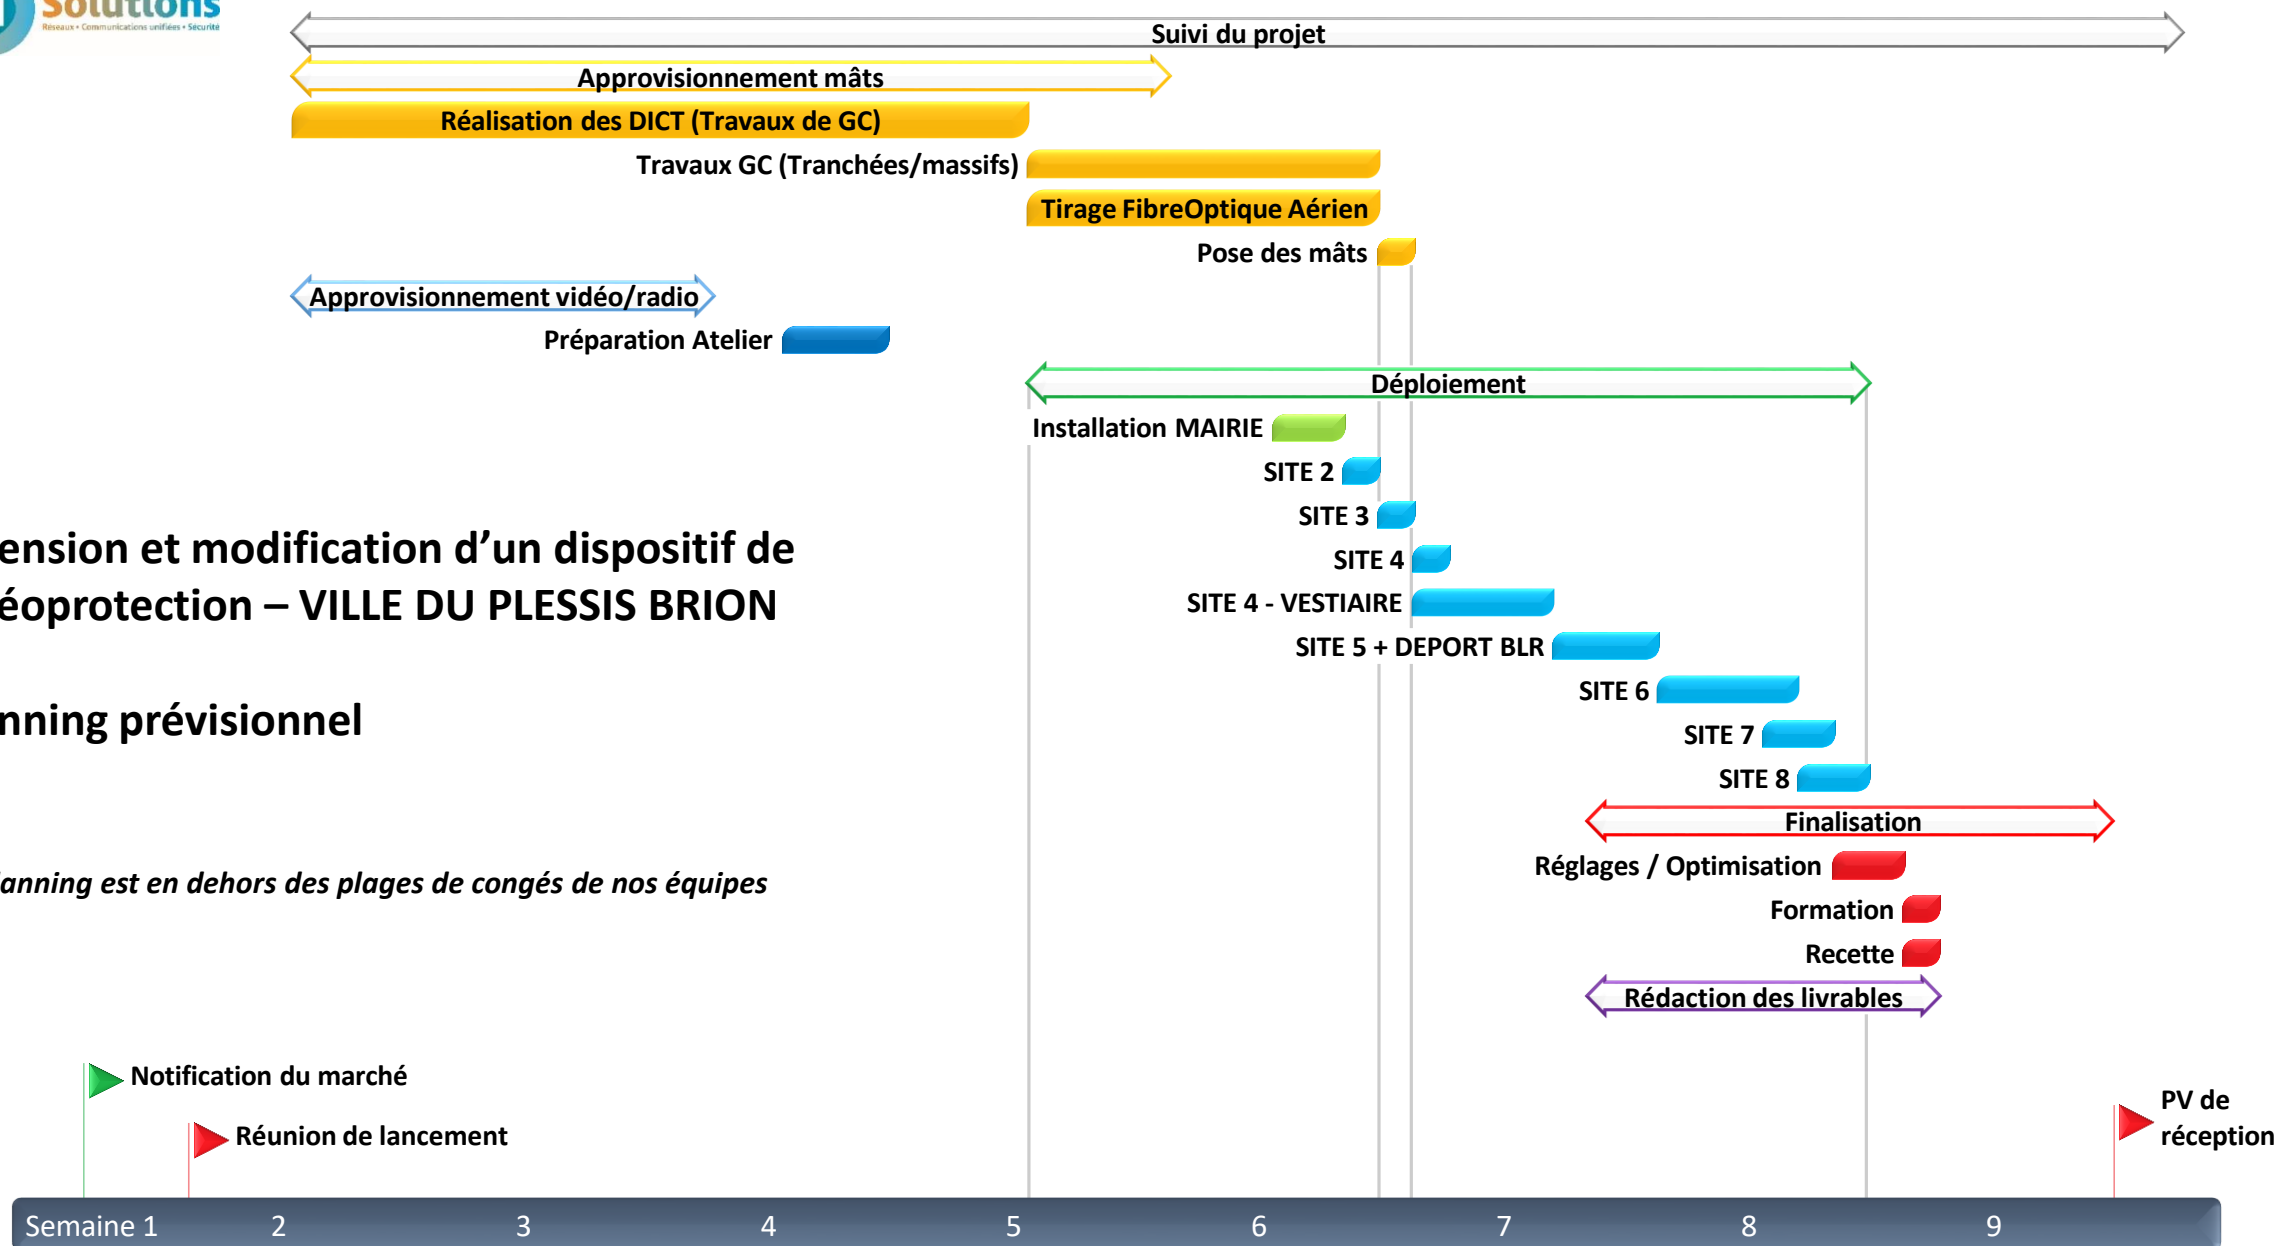 Solutions
Réseaux • Communications unifiées • Sécurité
Suivi du projet
Approvisionnement mâts
Réalisation des DICT (Travaux de GC)
Travaux GC (Tranchées/massifs)
Tirage FibreOptique Aérien
Pose des mâts
Approvisionnement vidéo/radio
Préparation Atelier
Déploiement
Installation MAIRIE
SITE 2
SITE 3
ension et modification d’un dispositif de
SITE 4
éoprotection – VILLE DU PLESSIS BRION
SITE 4 - VESTIAIRE
SITE 5 + DEPORT BLR
SITE 6
nning prévisionnel
SITE 7
SITE 8
Finalisation
Réglages / Optimisation
lanning est en dehors des plages de congés de nos équipes
Formation
Recette
Rédaction des livrables
Notification du marché
Réunion de lancement
PV de
réception
Semaine 1 2 3 4 5 6 7 8 9